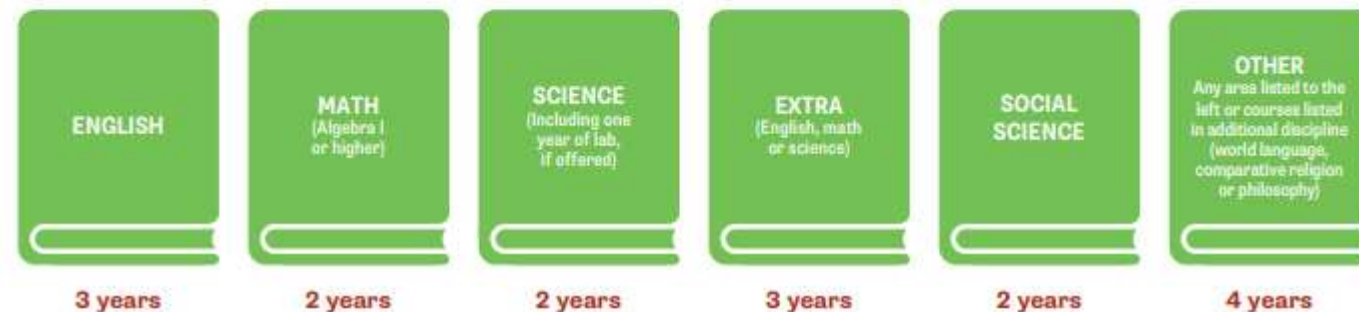 ENGLISH
3 years
MATH
(Algebra I
or higher)
2 years
SCIENCE
(Including one
year of lab,
if offered)
2 years
EXTRA
(English, math
or science)
3 years
SOCIAL
SCIENCE
2 years
OTHER
Any area listed to the
left or courses listed
in additional discipline
(world language,
comparative religion
or philosophy)
4 years